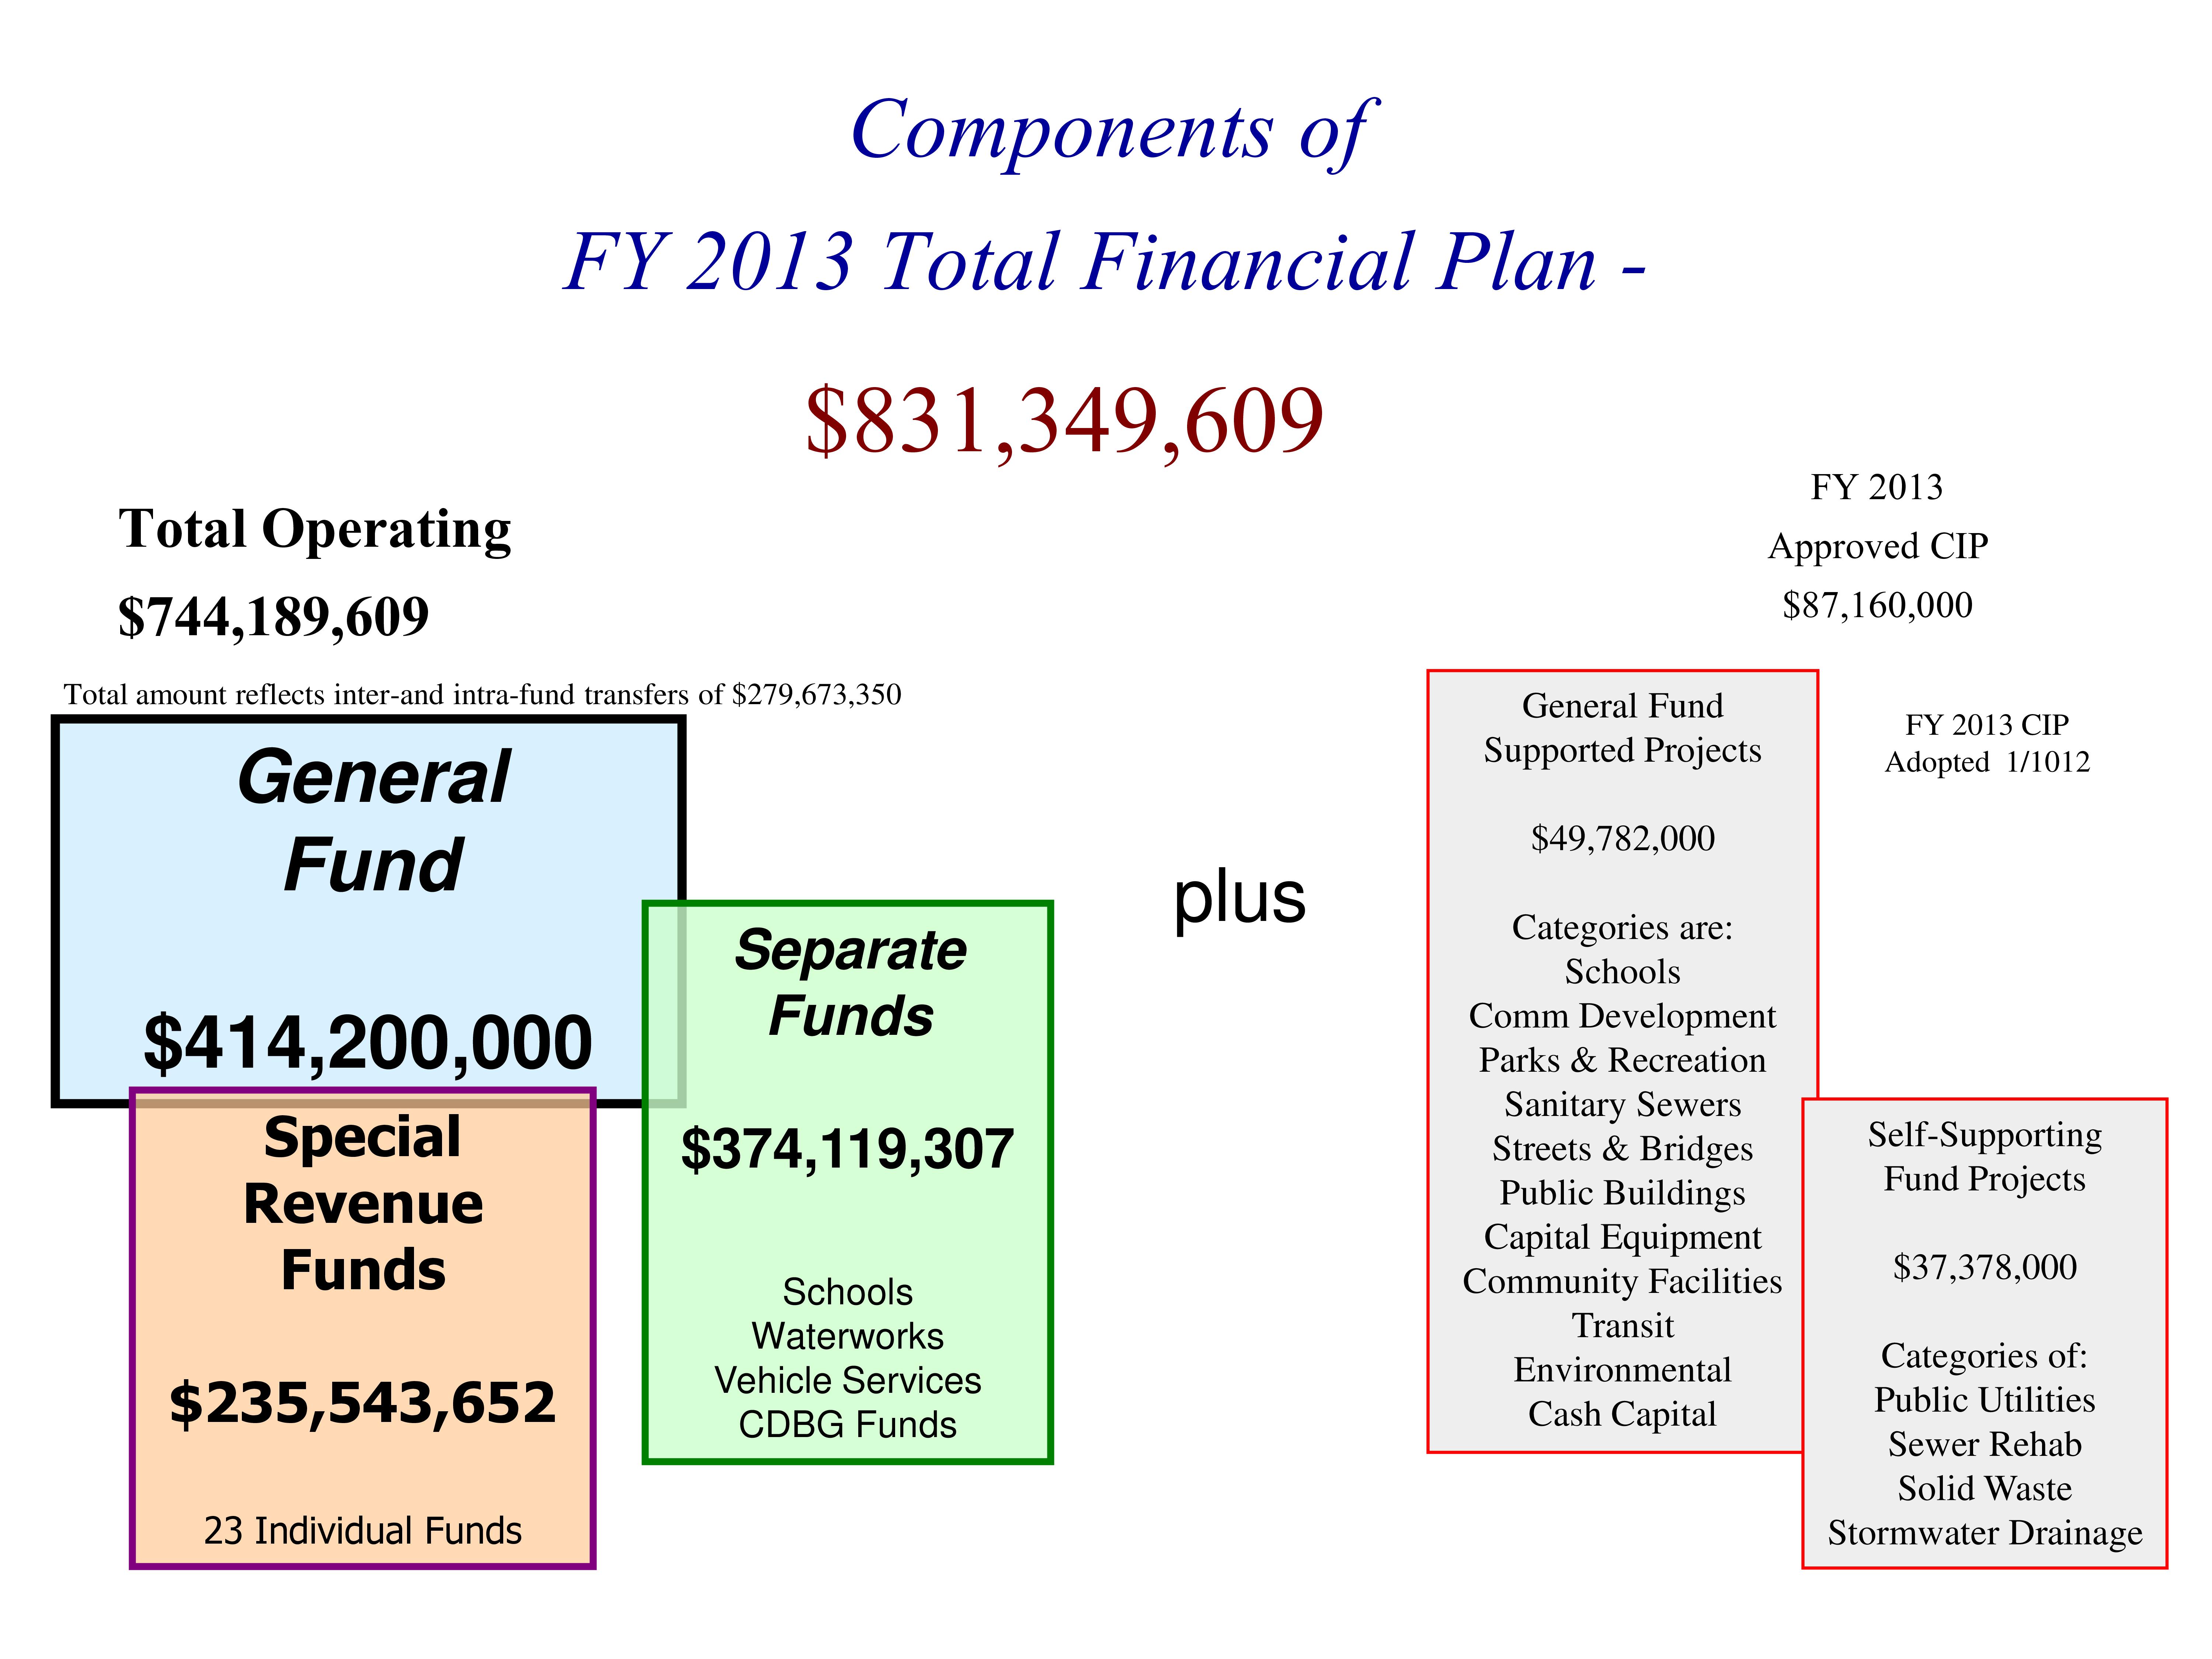 Components of
FY 2013 Total Financial Plan -
$831,349,609
Total Operating
$744,189,609
Total amount reflects inter-and intra-fund transfers of $279,673,350
General
Fund
$414,200,000
Special
Revenue
Funds
$235,543,652
23 Individual Funds
Separate
Funds
$374,119,307
Schools
Waterworks
Vehicle Services
CDBG Funds
plus
FY 2013
Approved CIP
$87,160,000
General Fund
Supported Projects
$49,782,000
Categories are:
Schools
Comm Development
Parks & Recreation
Sanitary Sewers
Streets & Bridges
Public Buildings
Capital Equipment
Community Facilities
Transit
Environmental
Cash Capital
FY 2013 CIP
Adopted 1/1012
Self-Supporting
Fund Projects
$37,378,000
Categories of:
Public Utilities
Sewer Rehab
Solid Waste
Stormwater Drainage